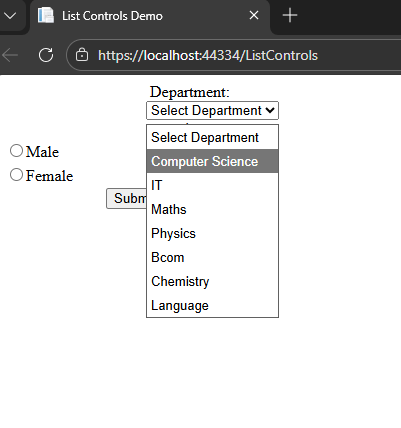 List Controls Demo
https://localhost:44334/ListControls
Department:
Select Department
Select Department
Computer Science
IT
Maths
Physics
Bcom
Chemistry
Language
Male
Female